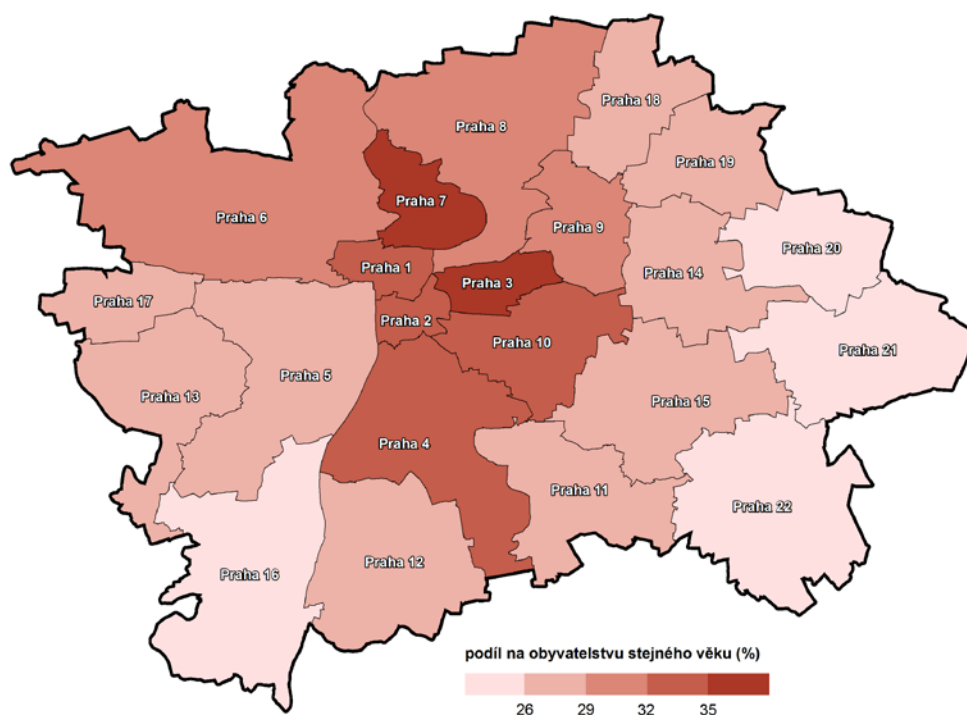 Praha 18
Praha 8
Praha 19
Praha 7
Praha 6
Praha 9
Praha 20
Praha 1
Praha 14
Praha 3
Praha 17
Praha 2
Praha 10
Praha 21
Praha 5
Praha 13
Praha 15
Praha 4
Praha 11
Praha 22
Praha 12
Praha 16
podíl na obyvatelstvu stejného věku (%)
26 29 32 35